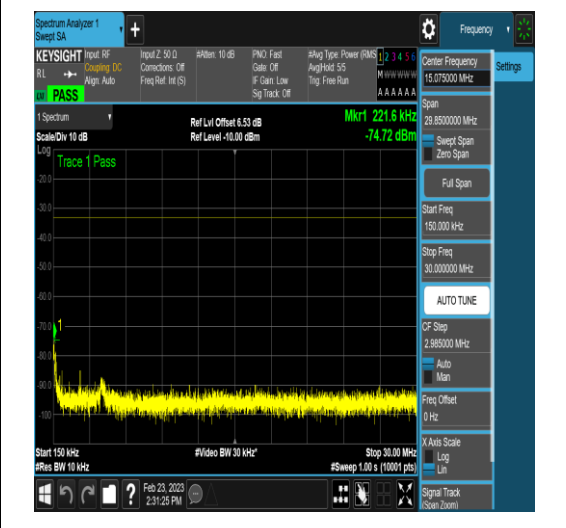 Spectrum Analyzer 1
Swept SA
+
Frequency
KEYSIGHT
RL
Input: RF
Coupling: DC
Align: Auto
Input Z: 50 Ω
Corrections: Off
Freq Ref: Int (S)
#Atten: 10 dB
PNO: Fast
Gate: Off
IF Gain: Low
Sig Track: Off
#Avg Type: Power (RMS
Avg|Hold: 5/5
Trig: Free Run
1 2 3 4 5 6
M W W W W W
A A A A A A
PASS
1 Spectrum
Scale/Div 10 dB
Ref Lvl Offset 6.53 dB
Ref Level -10.00 dBm
Mkr1 221.6 kHz
-74.72 dBm
Log
Trace 1 Pass
-20.0
-30.0
-40.0
-50.0
-60.0
-70.0
-80.0
-90.0
-100
1
Start 150 kHz
#Res BW 10 kHz
#Video BW 30 kHz*
Stop 30.00 MHz
#Sweep 1.00 s (10001 pts)
?
Feb 23, 2023
2:31:25 PM
Center Frequency
15.075000 MHz
Settings
Span
29.8500000 MHz
Swept Span
Zero Span
Full Span
Start Freq
150.000 kHz
Stop Freq
30.000000 MHz
AUTO TUNE
CF Step
2.985000 MHz
Auto
Man
Freq Offset
0 Hz
X Axis Scale
Log
Lin
Signal Track
(Span Zoom)